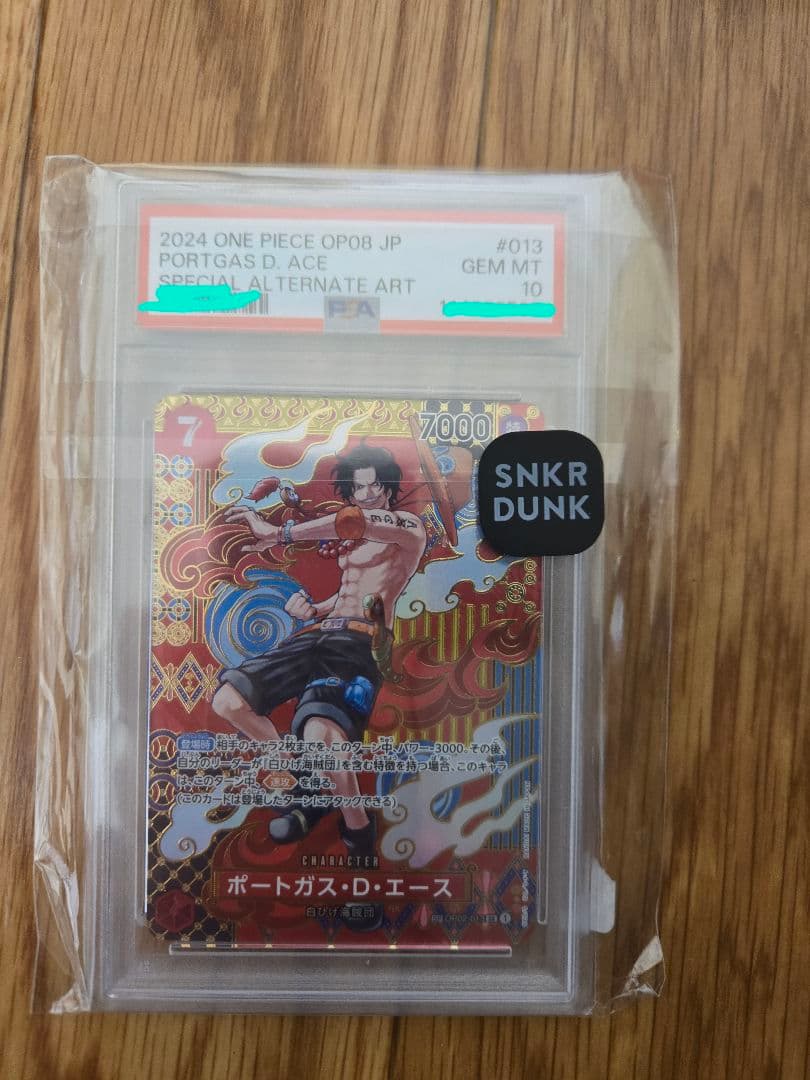 2024 ONE PIECE OP08 JP #013
PORTGAS D. ACE GEM MT
SPECIAL ALTERNATE ART 10
PSA
7 7000 特
SNKR
DUNK
登場時 相手のキャラ2枚までを、このターン中、パワー-3000。その後、
自分のリーダーが『白ひげ海賊団』を含む特徴を持つ場合、このキャラ
は、このターン中、速攻 を得る。
(このカードは登場したターンにアタックできる)
CHARACTER
ポートガス・D・エース
白ひげ海賊団 OP02-013 SR 1